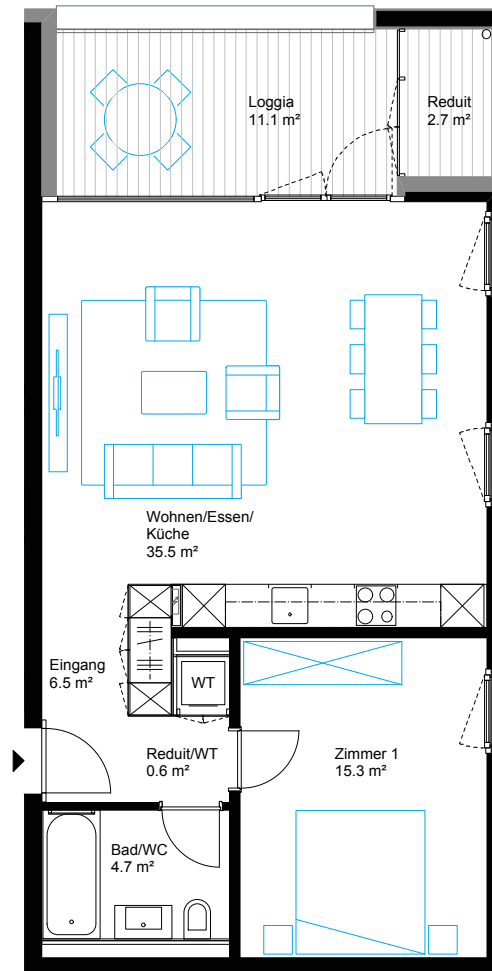 Loggia
11.1 m²
Reduit
2.7 m²
Wohnen/Essen/
Küche
35.5 m²
Eingang
6.5 m²
WT
Reduit/WT
0.6 m²
Zimmer 1
15.3 m²
Bad/WC
4.7 m²